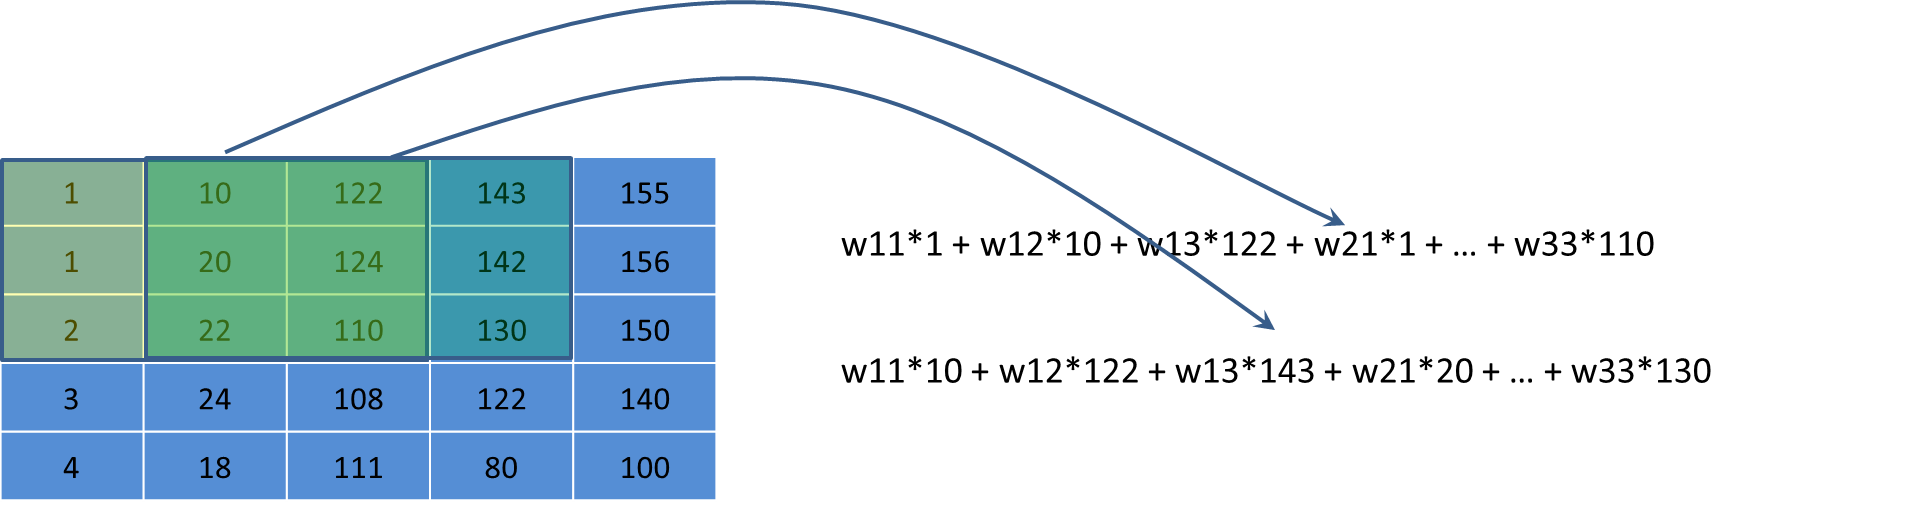 1 10 122 143 155
1 20 124 142 156
2 22 110 130 150
3 24 108 122 140
4 18 111 80 100
w11*1 + w12*10 + w13*122 + w21*1 + ... + w33*110
w11*10 + w12*122 + w13*143 + w21*20 + ... + w33*130